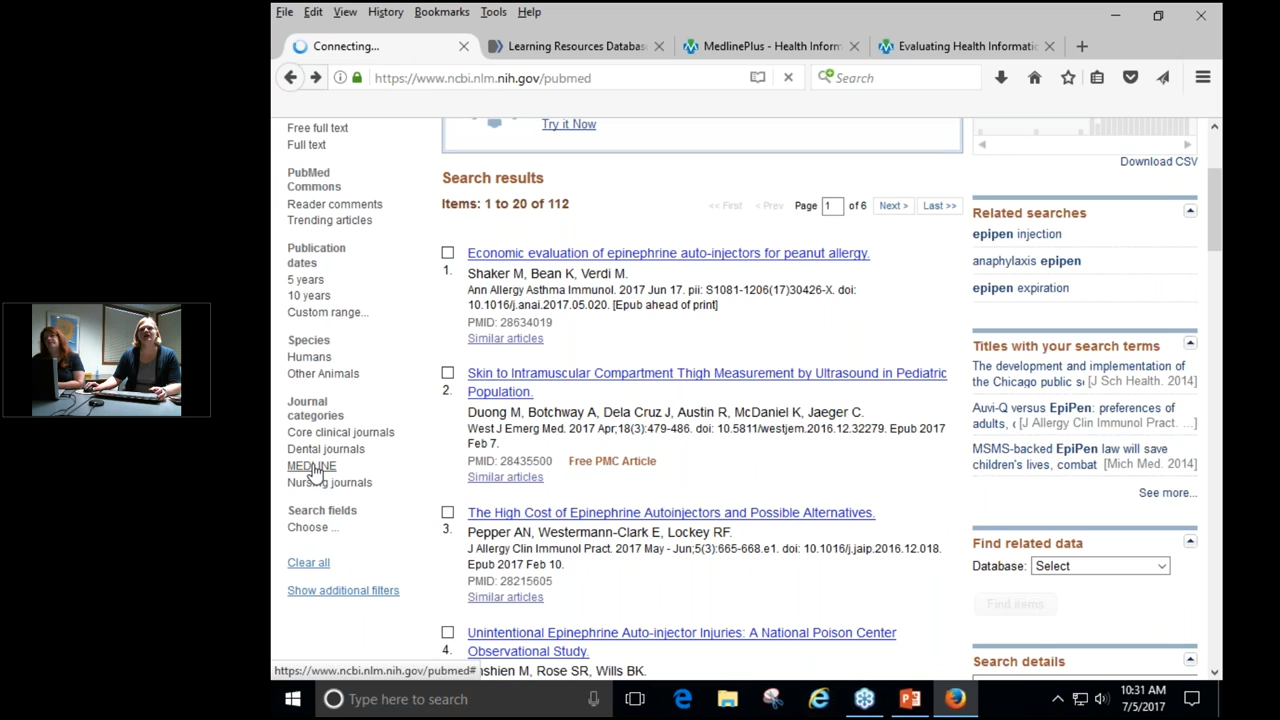 File Edit View History Bookmarks Tools Help
Connecting...
Learning Resources Databas
MedlinePlus - Health Inform
Evaluating Health Informatic
https://www.ncbi.nlm.nih.gov/pubmed
Search
Free full text
Full text
PubMed
Commons
Reader comments
Trending articles
Publication
dates
5 years
10 years
Custom range...
Species
Humans
Other Animals
Journal
categories
Core clinical journals
Dental journals
MEDLINE
Nursing journals
Search fields
Choose ...
Clear all
Show additional filters
https://www.ncbi.nlm.nih.gov/pubmed#
Try it Now
Search results
Items: 1 to 20 of 112
<< First < Prev Page 1 of 6 Next > Last >>
Economic evaluation of epinephrine auto-injectors for peanut allergy.
1. Shaker M, Bean K, Verdi M.
Ann Allergy Asthma Immunol. 2017 Jun 17. pii: S1081-1206(17)30426-X. doi:
10.1016/j.anai.2017.05.020. [Epub ahead of print]
PMID: 28634019
Similar articles
Skin to Intramuscular Compartment Thigh Measurement by Ultrasound in Pediatric
2. Population.
Duong M, Botchway A, Dela Cruz J, Austin R, McDaniel K, Jaeger C.
West J Emerg Med. 2017 Apr;18(3):479-486. doi: 10.5811/westjem.2016.12.32279. Epub 2017
Feb 7.
PMID: 28435500 Free PMC Article
Similar articles
The High Cost of Epinephrine Autoinjectors and Possible Alternatives.
3. Pepper AN, Westermann-Clark E, Lockey RF.
J Allergy Clin Immunol Pract. 2017 May - Jun;5(3):665-668.e1. doi: 10.1016/j.jaip.2016.12.018.
Epub 2017 Feb 10.
PMID: 28215605
Similar articles
Unintentional Epinephrine Auto-injector Injuries: A National Poison Center
4. Observational Study.
shien M, Rose SR, Wills BK.
Download CSV
Related searches
epipen injection
anaphylaxis epipen
epipen expiration
Titles with your search terms
The development and implementation of
the Chicago public sc [J Sch Health. 2014]
Auvi-Q versus EpiPen: preferences of
adults, c [J Allergy Clin Immunol Pract. ...]
MSMS-backed EpiPen law will save
children's lives, combat [Mich Med. 2014]
See more...
Find related data
Database: Select
Find items
Search details
Type here to search
10:31 AM
7/5/2017